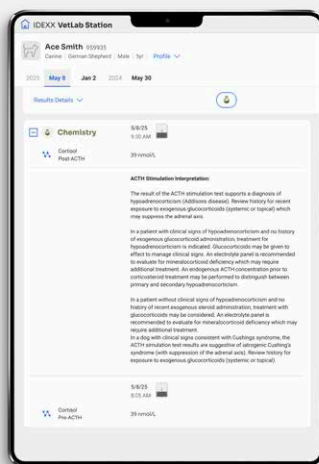 IDEXX VetLab Station
Ace Smith 959935
Canine German Shepherd Male 5yr Profile
2025 May 8 Jan 2 2024 May 30
Results Details
Chemistry
5/8/25
9:30 AM
Cortisol
Post-ACTH
39 nmol/L
ACTH Stimulation Interpretation:
The result of the ACTH stimulation test supports a diagnosis of
hypoadrenocorticism (Addisons disease). Review history for recent
exposure to exogenous glucocorticoids (systemic or topical) which
may suppress the adrenal axis.
In a patient with clinical signs of hypoadrenocorticism and no history
of exogenous glucocorticoid administration, treatment for
hypoadrenocorticism is indicated. Glucocorticoids may be given to
effect to manage clinical signs. An electrolyte panel is recommended
to evaluate for mineralocorticoid deficiency which may require
additional treatment. An endogenous ACTH concentration prior to
corticosteroid treatment may be performed to distinguish between
primary and secondary hypoadrenocorticism.
In a patient without clinical signs of hypoadrenocorticism and no
history of recent exogenous steroid administration, treatment with
glucocorticoids may be considered. An electrolyte panel is
recommended to evaluate for mineralocorticoid deficiency which may
require additional treatment.
In a dog with clinical signs consistent with Cushings syndrome, the
ACTH stimulation test results are suggestive of iatrogenic Cushing's
syndrome (with suppression of the adrenal axis). Review history for
exposure to exogenous glucocorticoids (systemic or topical).
5/8/25
8:05 AM
Cortisol
Pre-ACTH
39 nmol/L